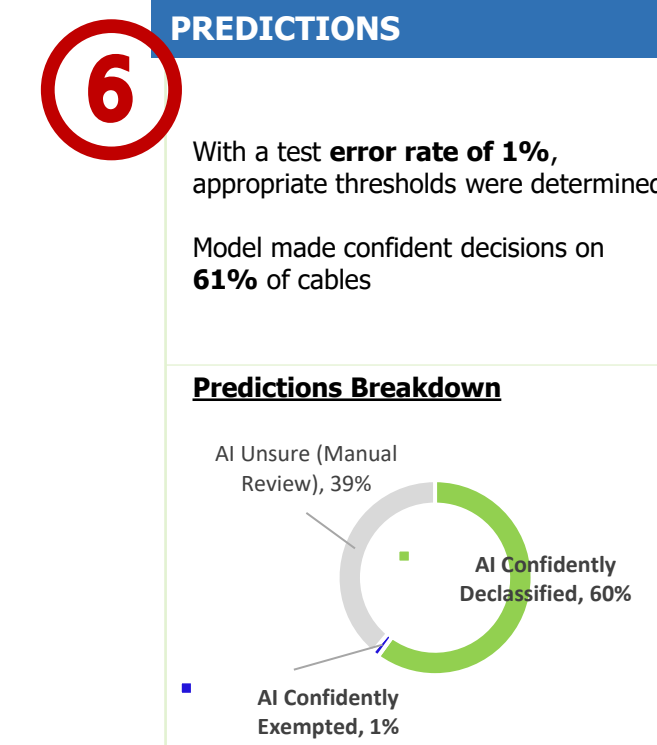 PREDICTIONS
6
With a test error rate of 1%,
appropriate thresholds were determined
Model made confident decisions on
61% of cables
Predictions Breakdown
AI Unsure (Manual
Review), 39%
AI Confidently
Declassified, 60%
AI Confidently
Exempted, 1%